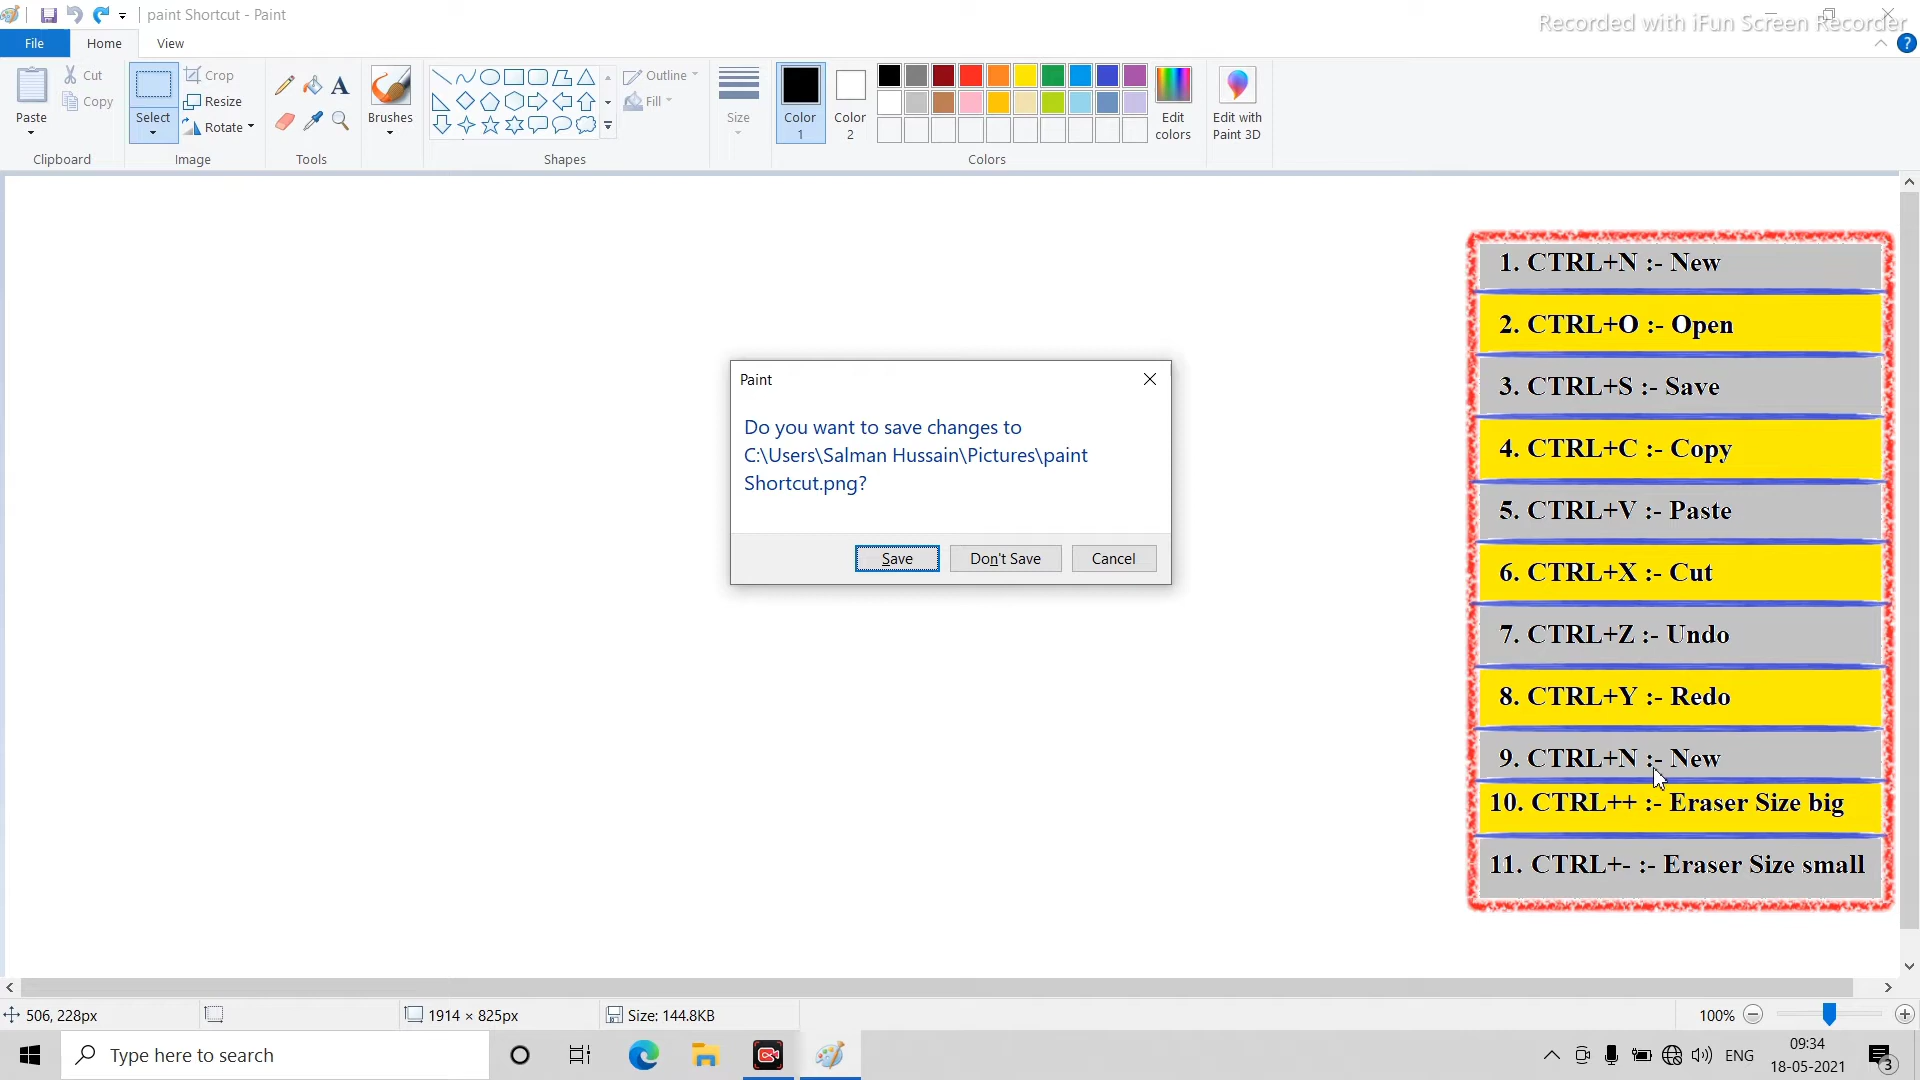 paint Shortcut - Paint
Recorded with iFun Screen Recorder
File Home View
Paste
Cut
Copy
Clipboard
Select
Crop
Resize
Rotate
Image
A
Tools
Brushes
Shapes
Outline
Fill
Size
Color
1
Color
2
Colors
Edit
colors
Edit with
Paint 3D
?
Paint
Do you want to save changes to
C:\Users\Salman Hussain\Pictures\paint
Shortcut.png?
Save Don't Save Cancel
1. CTRL+N :- New
2. CTRL+O :- Open
3. CTRL+S :- Save
4. CTRL+C :- Copy
5. CTRL+V :- Paste
6. CTRL+X :- Cut
7. CTRL+Z :- Undo
8. CTRL+Y :- Redo
9. CTRL+N :- New
10. CTRL++ :- Eraser Size big
11. CTRL+- :- Eraser Size small
506, 228px 1914 × 825px Size: 144.8KB 100%
Type here to search
ENG
09:34
18-05-2021
3